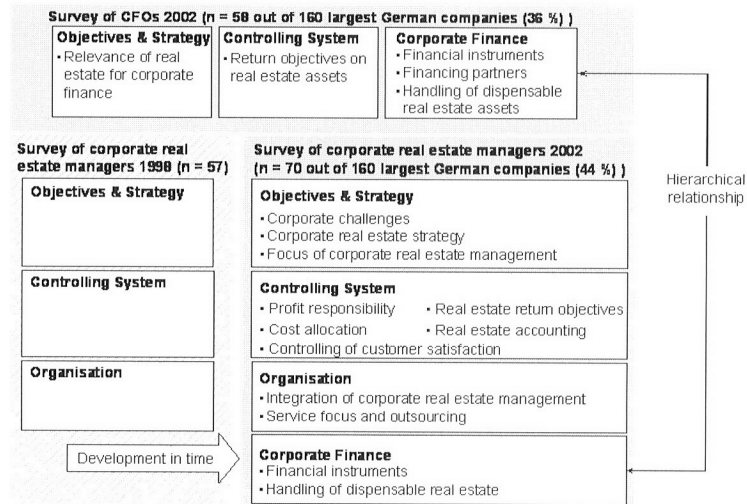 Survey of CFOs 2002 (n = 58 out of 160 largest German companies (36 %) )
Objectives & Strategy
▪ Relevance of real
estate for corporate
finance
Controlling System
▪ Return objectives on
real estate assets
Corporate Finance
▪ Financial instruments
▪ Financing partners
▪ Handling of dispensable
real estate assets
Survey of corporate real
estate managers 1998 (n = 57)
Objectives & Strategy
Controlling System
Organisation
Development in time
Survey of corporate real estate managers 2002
(n = 70 out of 160 largest German companies (44 %) )
Objectives & Strategy
▪ Corporate challenges
▪ Corporate real estate strategy
▪ Focus of corporate real estate management
Controlling System
▪ Profit responsibility ▪ Real estate return objectives
▪ Cost allocation ▪ Real estate accounting
▪ Controlling of customer satisfaction
Organisation
▪ Integration of corporate real estate management
▪ Service focus and outsourcing
Corporate Finance
▪ Financial instruments
▪ Handling of dispensable real estate
Hierarchical
relationship